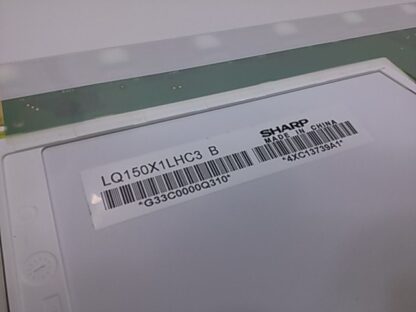 SHARP
LQ150X1LHC3 B
MADE IN CHINA
*G33C0000Q310*
*4XC13739A1*